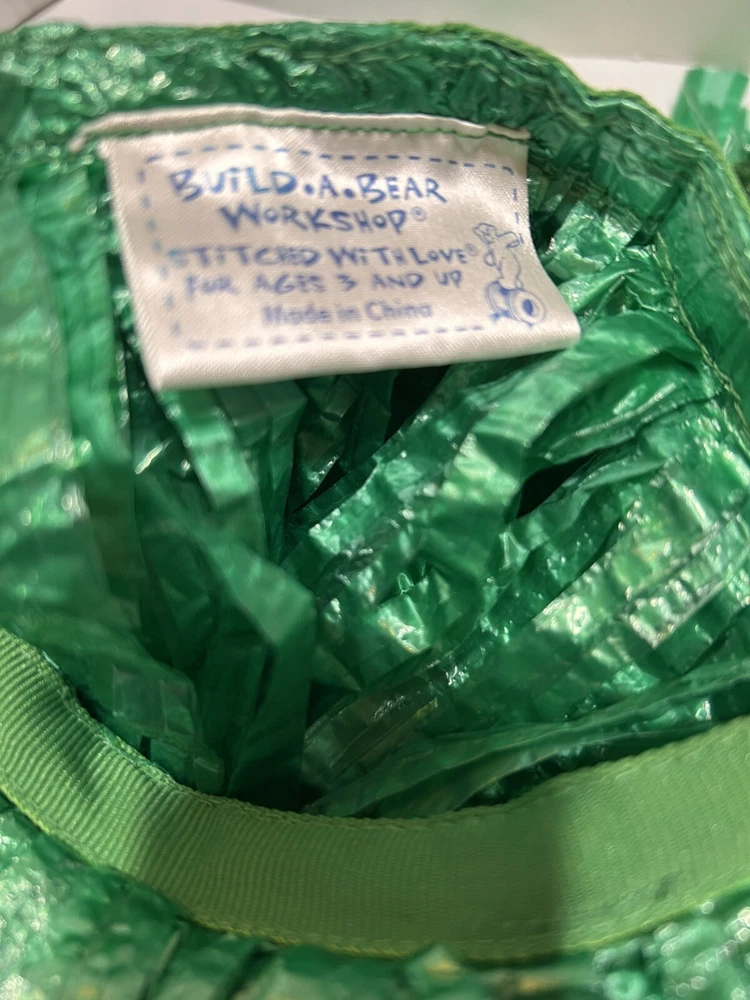 BUILD.A.BEAR
WORKSHOP®
STITCHED WITH LOVE®
FOR AGES 3 AND UP
Made in China